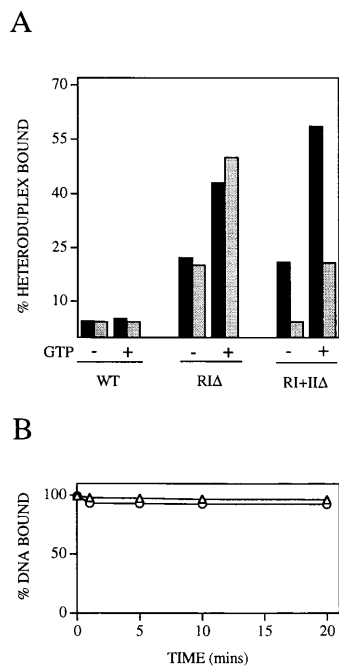 A
% HETERODUPLEX BOUND
70
55
40
25
10
GTP - + - + - +
WT RIΔ RI+IIΔ
B
% DNA BOUND
100
50
0
0 5 10 15 20
TIME (mins)